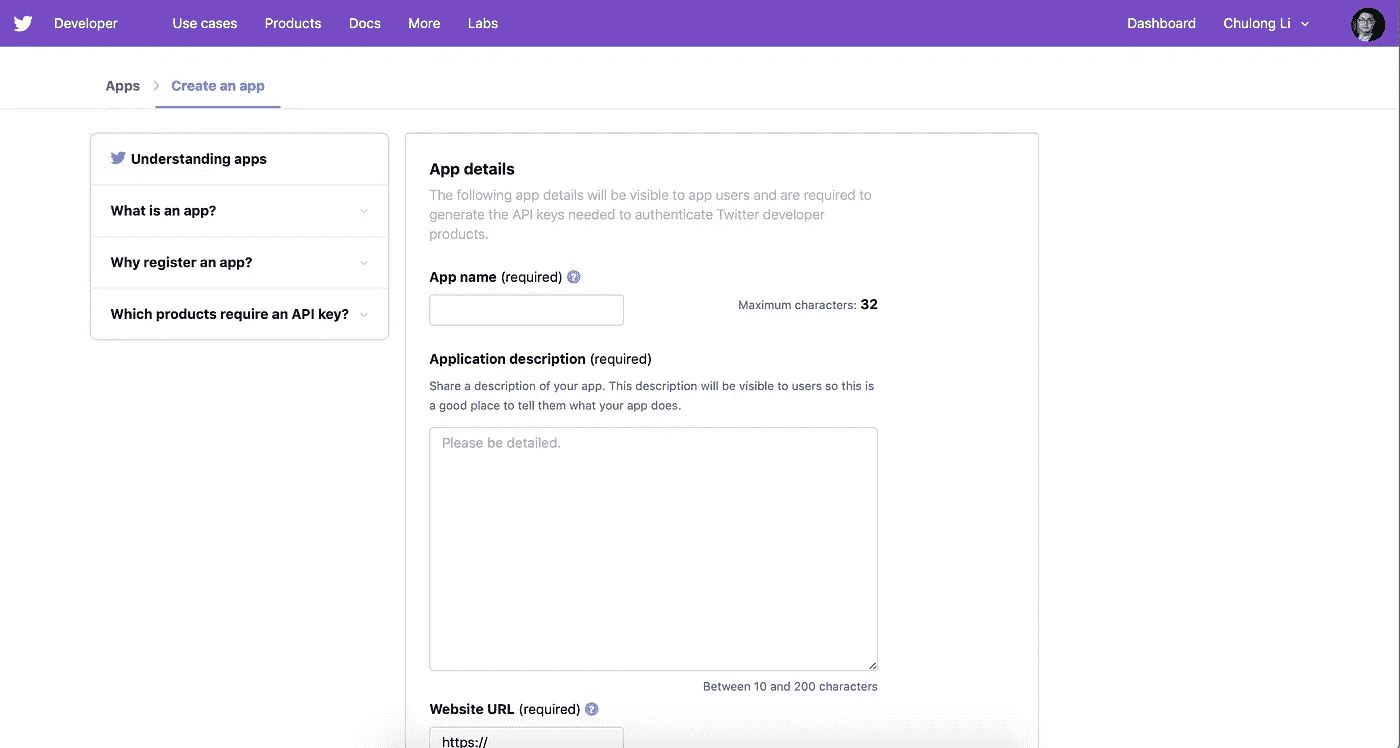 Developer Use cases Products Docs More Labs Dashboard Chulong Li
Apps Create an app
Understanding apps
What is an app?
Why register an app?
Which products require an API key?
App details
The following app details will be visible to app users and are required to
generate the API keys needed to authenticate Twitter developer
products.
App name (required) ?
Maximum characters: 32
Application description (required)
Share a description of your app. This description will be visible to users so this is
a good place to tell them what your app does.
Please be detailed.
Between 10 and 200 characters
Website URL (required) ?
https://